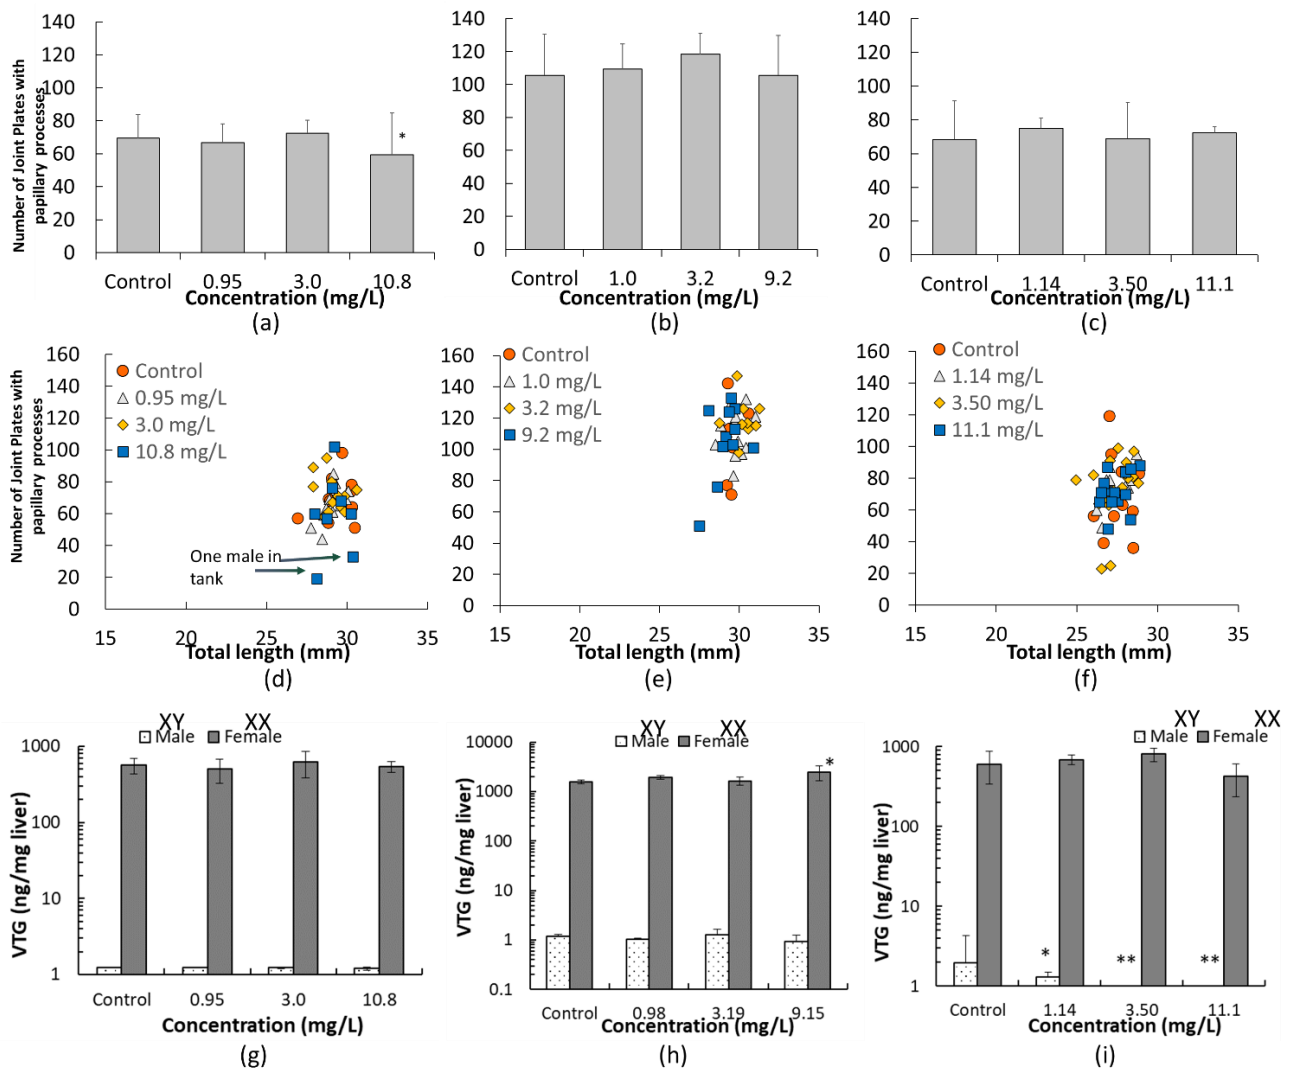 140
120
100
80
60
40
20
0
Number of Joint Plates with
papillary processes
*
Control 0.95 3.0 10.8
Concentration (mg/L)
(a)
140
120
100
80
60
40
20
0
Control 1.0 3.2 9.2
Concentration (mg/L)
(b)
140
120
100
80
60
40
20
0
Control 1.14 3.50 11.1
Concentration (mg/L)
(c)
160
140
120
100
80
60
40
20
0
Number of Joint Plates with
papillary processes
Control
0.95 mg/L
3.0 mg/L
10.8 mg/L
One male in
tank
15 20 25 30 35
Total length (mm)
(d)
160
140
120
100
80
60
40
20
0
Control
1.0 mg/L
3.2 mg/L
9.2 mg/L
15 20 25 30 35
Total length (mm)
(e)
160
140
120
100
80
60
40
20
0
Control
1.14 mg/L
3.50 mg/L
11.1 mg/L
15 20 25 30 35
Total length (mm)
(f)
XY XX
Male Female
1000
100
10
1
VTG (ng/mg liver)
Control 0.95 3.0 10.8
Concentration (mg/L)
(g)
XY XX
Male Female
10000
1000
100
10
1
0.1
VTG (ng/mg liver)
*
Control 0.98 3.19 9.15
Concentration (mg/L)
(h)
XY XX
Male Female
1000
100
10
1
VTG (ng/mg liver)
* ** **
Control 1.14 3.50 11.1
Concentration (mg/L)
(i)